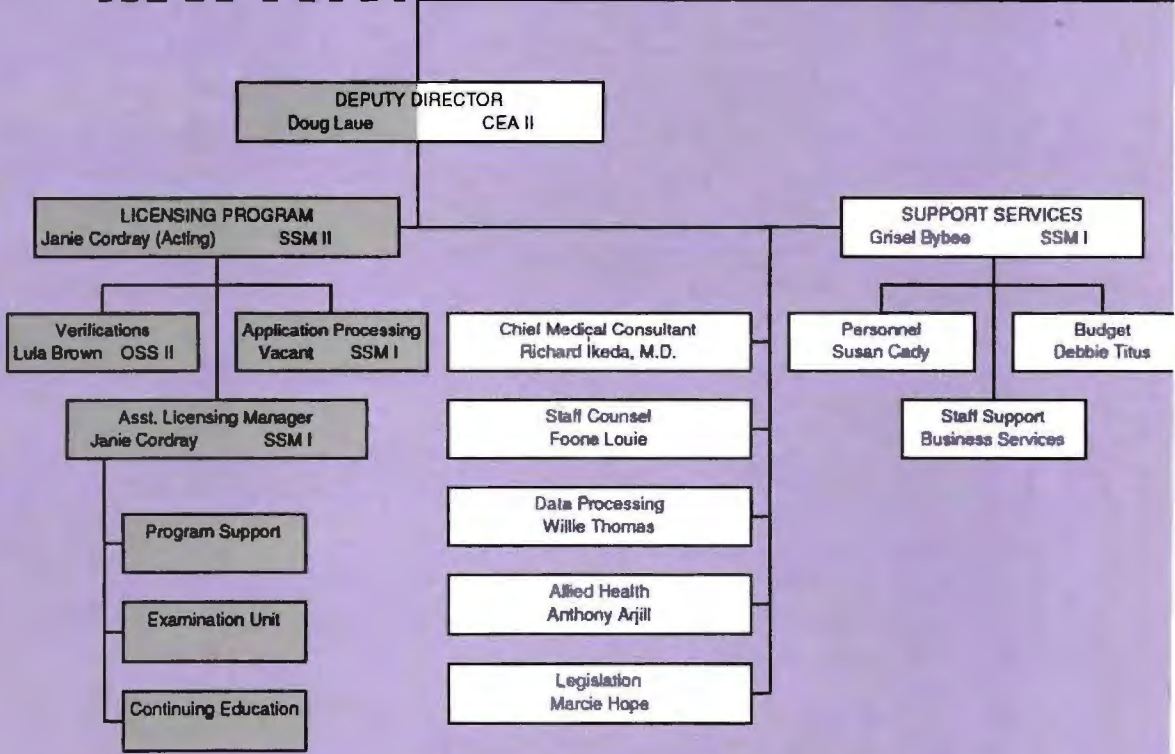 DEPUTY DIRECTOR
Doug Laue CEA II
LICENSING PROGRAM
Janie Cordray (Acting) SSM II
SUPPORT SERVICES
Grisel Bybee SSM I
Verifications
Lula Brown OSS II
Application Processing
Vacant SSM I
Chief Medical Consultant
Richard Ikeda, M.D.
Personnel
Susan Cady
Budget
Debbie Titus
Asst. Licensing Manager
Janie Cordray SSM I
Staff Counsel
Foone Louie
Staff Support
Business Services
Program Support
Data Processing
Willie Thomas
Examination Unit
Allied Health
Anthony Arjill
Continuing Education
Legislation
Marcie Hope